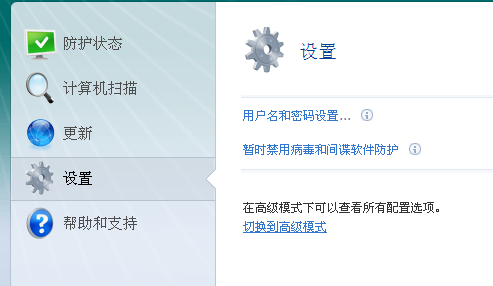 防护状态
计算机扫描
更新
设置
帮助和支持
设置
用户名和密码设置...
暂时禁用病毒和间谍软件防护
在高级模式下可以查看所有配置选项。
切换到高级模式